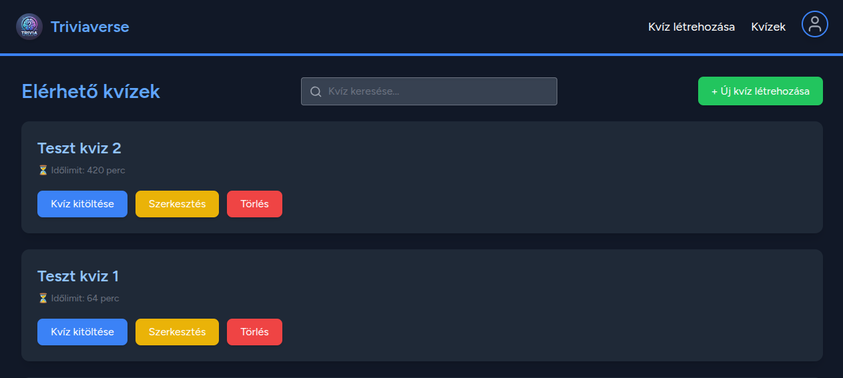 TRIVIA
Triviaverse
Kvíz létrehozása
Kvízek
Elérhető kvízek
Kvíz keresése...
+ Új kvíz létrehozása
Teszt kviz 2
⏳ Időlimit: 420 perc
Kvíz kitöltése
Szerkesztés
Törlés
Teszt kviz 1
⏳ Időlimit: 64 perc
Kvíz kitöltése
Szerkesztés
Törlés